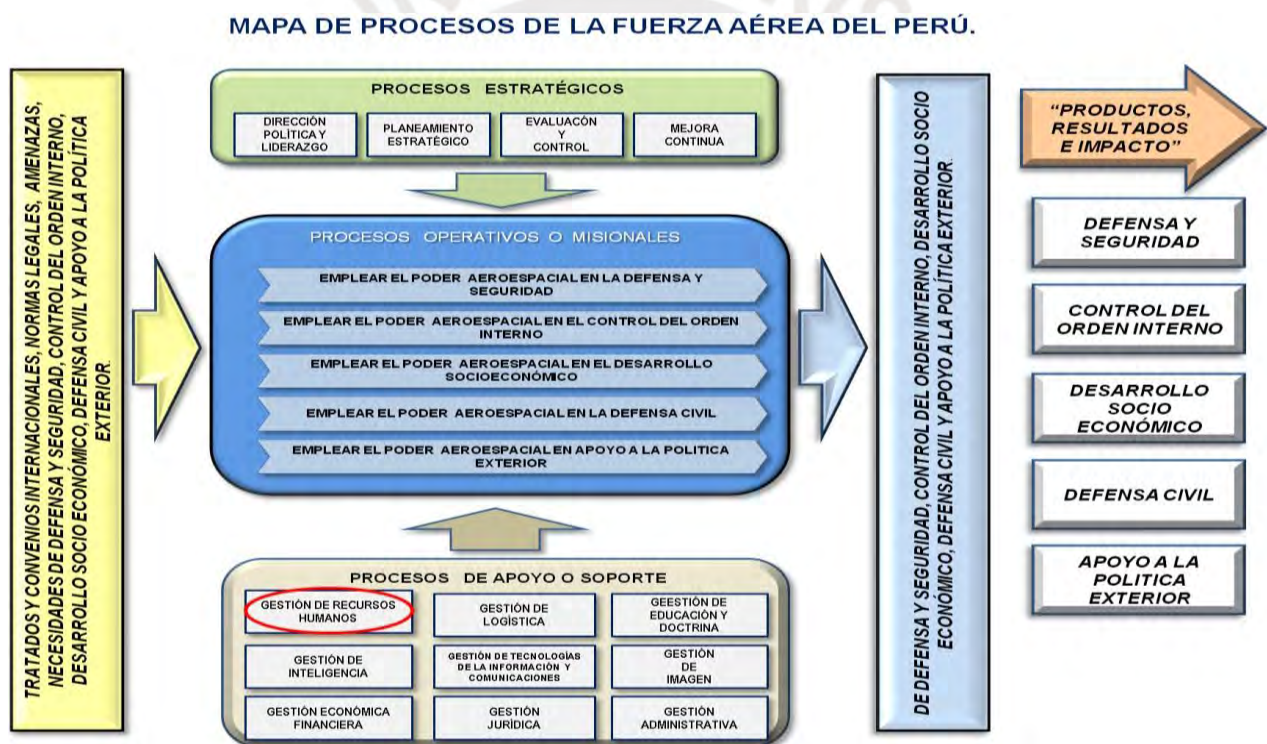 MAPA DE PROCESOS DE LA FUERZA AÉREA DEL PERÚ.
TRATADOS Y CONVENIOS INTERNACIONALES, NORMAS LEGALES, AMENAZAS,
NECESIDADES DE DEFENSA Y SEGURIDAD, CONTROL DEL ORDEN INTERNO,
DESARROLLO SOCIO ECONÓMICO, DEFENSA CIVIL Y APOYO A LA POLÍTICA
EXTERIOR.
PROCESOS ESTRATÉGICOS
DIRECCIÓN
POLÍTICA Y
LIDERAZGO
PLANEAMIENTO
ESTRATÉGICO
EVALUACÓN
Y
CONTROL
MEJORA
CONTINUA
PROCESOS OPERATIVOS O MISIONALES
EMPLEAR EL PODER AEROESPACIAL EN LA DEFENSA Y
SEGURIDAD
EMPLEAR EL PODER AEROESPACIAL EN EL CONTROL DEL ORDEN
INTERNO
EMPLEAR EL PODER AEROESPACIAL EN EL DESARROLLO
SOCIOECONÓMICO
EMPLEAR EL PODER AEROESPACIAL EN LA DEFENSA CIVIL
EMPLEAR EL PODER AEROESPACIAL EN APOYO A LA POLITICA
EXTERIOR
PROCESOS DE APOYO O SOPORTE
GESTIÓN DE RECURSOS
HUMANOS
GESTIÓN DE
LOGÍSTICA
GEESTIÓN DE
EDUCACIÓN Y
DOCTRINA
GESTIÓN DE
INTELIGENCIA
GESTIÓN DE TECNOLOGÍAS
DE LA INFORMACIÓN Y
COMUNICACIONES
GESTIÓN
DE
IMAGEN
GESTIÓN ECONÓMICA
FINANCIERA
GESTIÓN
JURÍDICA
GESTIÓN
ADMINISTRATIVA
DE DEFENSA Y SEGURIDAD, CONTROL DEL ORDEN INTERNO, DESARROLLO SOCIO
ECONÓMICO, DEFENSA CIVIL Y APOYO A LA POLÍTICA EXTERIOR.
"PRODUCTOS,
RESULTADOS
E IMPACTO"
DEFENSA Y
SEGURIDAD
CONTROL DEL
ORDEN INTERNO
DESARROLLO
SOCIO
ECONÓMICO
DEFENSA CIVIL
APOYO A LA
POLITICA
EXTERIOR